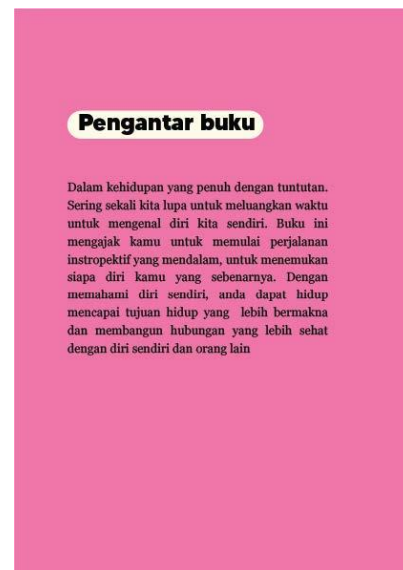 Pengantar buku
Dalam kehidupan yang penuh dengan tuntutan.
Sering sekali kita lupa untuk meluangkan waktu
untuk mengenal diri kita sendiri. Buku ini
mengajak kamu untuk memulai perjalanan
instropektif yang mendalam, untuk menemukan
siapa diri kamu yang sebenarnya. Dengan
memahami diri sendiri, anda dapat hidup
mencapai tujuan hidup yang lebih bermakna
dan membangun hubungan yang lebih sehat
dengan diri sendiri dan orang lain